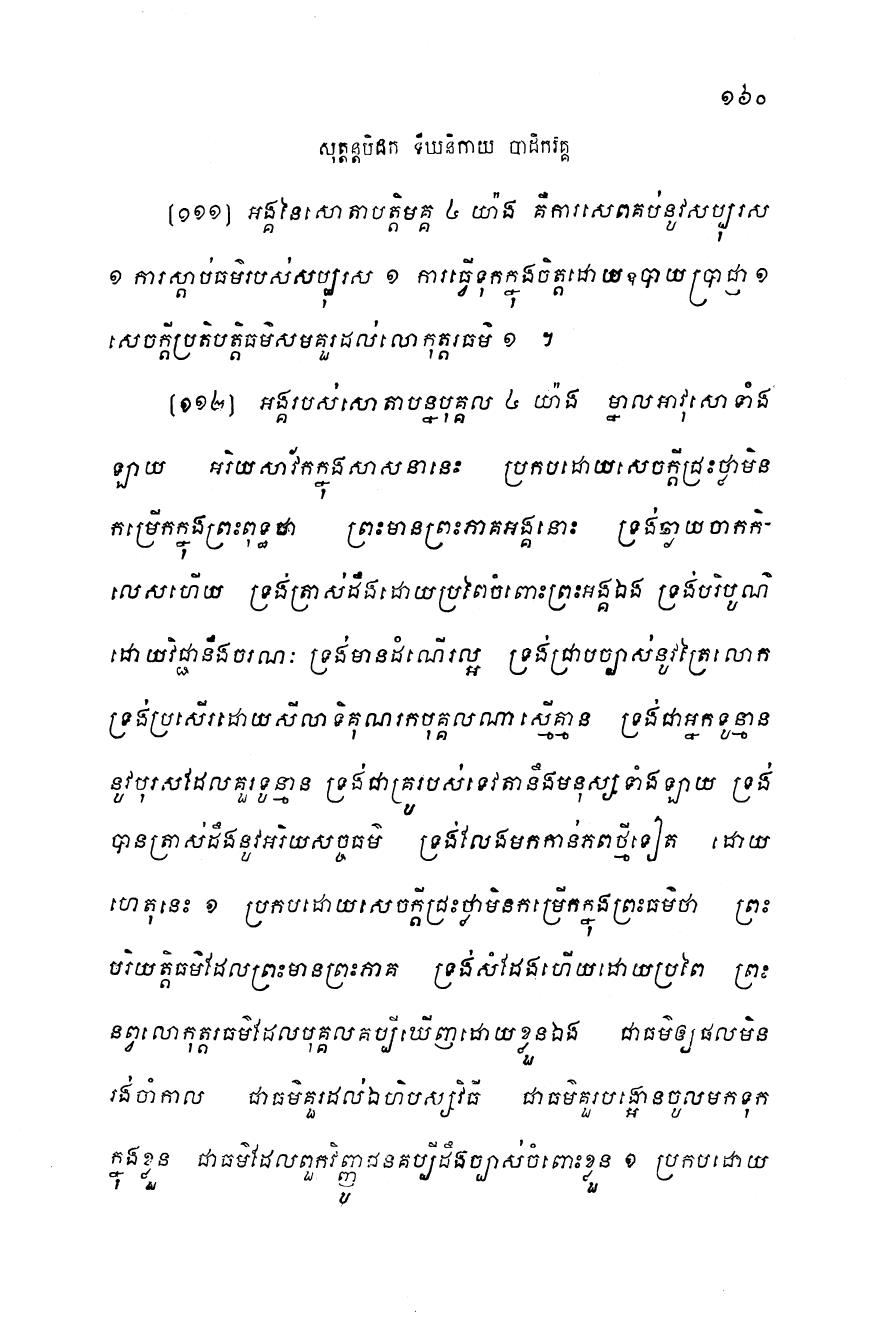 ១៦០
សុត្តន្តបិដក ទីឃនិកាយ បាដិកវគ្គ
(១១១) អង្គនៃសោតាបត្តិមគ្គ ៤ យ៉ាង គឺការសេពគប់នូវសប្បុរស
១ ការស្តាប់ធម៌របស់សប្បុរស ១ ការធ្វើទុកក្នុងចិត្តដោយឧបាយប្រាជ្ញា ១
សេចក្តីប្រតិបត្តិធម៌សមគួរដល់លោកុត្តរធម៌ ១ ។
(១១២) អង្គរបស់សោតាបន្នបុគ្គល ៤ យ៉ាង ម្នាលអាវុសោទាំង
ឡាយ អរិយសាវ័កក្នុងសាសនានេះ ប្រកបដោយសេចក្តីជ្រះថ្លាមិន
កម្រើកក្នុងព្រះពុទ្ធថា ព្រះមានព្រះភាគអង្គនោះ ទ្រង់ឆ្ងាយចាកកិ-
លេសហើយ ទ្រង់ត្រាស់ដឹងដោយប្រពៃចំពោះព្រះអង្គឯង ទ្រង់បរិបូណ៌
ដោយវិជ្ជានឹងចរណៈ ទ្រង់មានដំណើរល្អ ទ្រង់ជ្រាបច្បាស់នូវត្រៃលោក
ទ្រង់ប្រសើរដោយសីលាទិគុណរកបុគ្គលណាស្មើគ្មាន ទ្រង់ជាអ្នកទូន្មាន
នូវបុរសដែលគួរទូន្មាន ទ្រង់ជាគ្រូរបស់ទេវតានឹងមនុស្សទាំងឡាយ ទ្រង់
បានត្រាស់ដឹងនូវអរិយសច្ចធម៌ ទ្រង់លែងមកកាន់ភពថ្មីទៀត ដោយ
ហេតុនេះ ១ ប្រកបដោយសេចក្តីជ្រះថ្លាមិនកម្រើកក្នុងព្រះធម៌ថា ព្រះ
បរិយត្តិធម៌ដែលព្រះមានព្រះភាគ ទ្រង់សំដែងហើយដោយប្រពៃ ព្រះ
នព្វលោកុត្តរធម៌ដែលបុគ្គលគប្បីឃើញដោយខ្លួនឯង ជាធម៌ឲ្យផលមិន
រង់ចាំកាល ជាធម៌គួរដល់ឯហិបស្សវិធី ជាធម៌គួរបង្អោនចូលមកទុក
ក្នុងខ្លួន ជាធម៌ដែលពួកវិញ្ញូជនគប្បីដឹងច្បាស់ចំពោះខ្លួន ១ ប្រកបដោយ